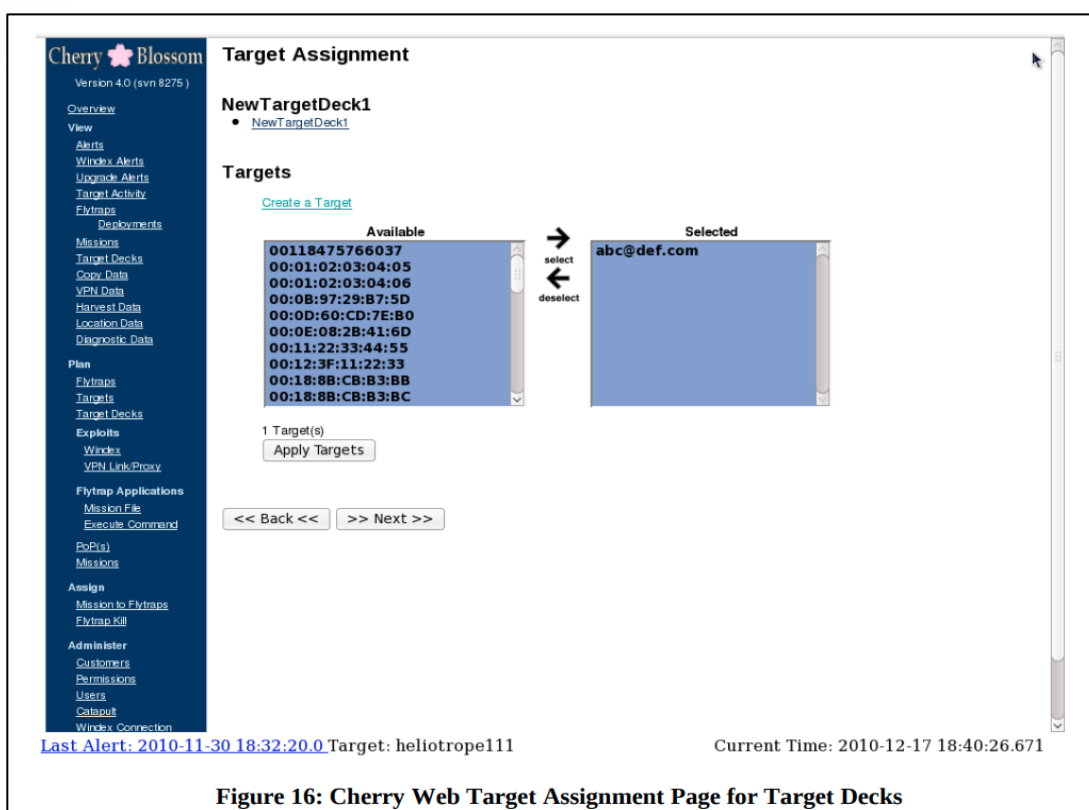 Cherry Blossom
Version 4.0 (svn 8275 )
Overview
View
Alerts
Windex Alerts
Upgrade Alerts
Target Activity
Flytraps
Deployments
Missions
Target Decks
Copy Data
VPN Data
Harvest Data
Location Data
Diagnostic Data
Plan
Flytraps
Targets
Target Decks
Exploits
Windex
VPN Link/Proxy
Flytrap Applications
Mission File
Execute Command
PoP(s)
Missions
Assign
Mission to Flytraps
Flytrap Kill
Administer
Customers
Permissions
Users
Catapult
Windex Connection
Target Assignment
NewTargetDeck1
NewTargetDeck1
Targets
Create a Target
Available
00118475766037
00:01:02:03:04:05
00:01:02:03:04:06
00:0B:97:29:B7:5D
00:0D:60:CD:7E:B0
00:0E:08:2B:41:6D
00:11:22:33:44:55
00:12:3F:11:22:33
00:18:8B:CB:B3:BB
00:18:8B:CB:B3:BC
select
deselect
Selected
abc@def.com
1 Target(s)
Apply Targets
<< Back << >> Next >>
Last Alert: 2010-11-30 18:32:20.0 Target: heliotrope111 Current Time: 2010-12-17 18:40:26.671
Figure 16: Cherry Web Target Assignment Page for Target Decks